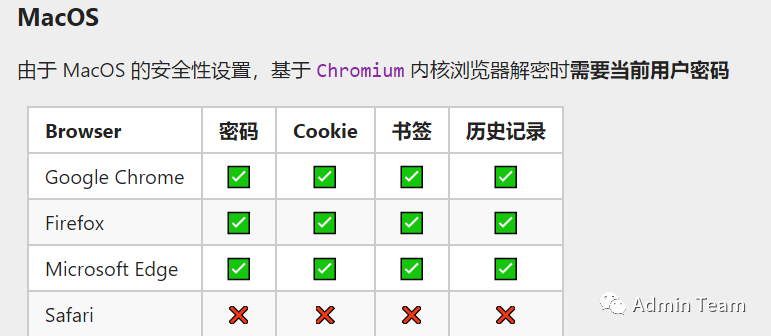 MacOS
由于 MacOS 的安全性设置，基于 Chromium 内核浏览器解密时需要当前用户密码
Browser 密码 Cookie 书签 历史记录
Google Chrome ✅ ✅ ✅ ✅
Firefox ✅ ✅ ✅ ✅
Microsoft Edge ✅ ✅ ✅ ✅
Safari ❌ ❌ ❌ ❌
Admin Team